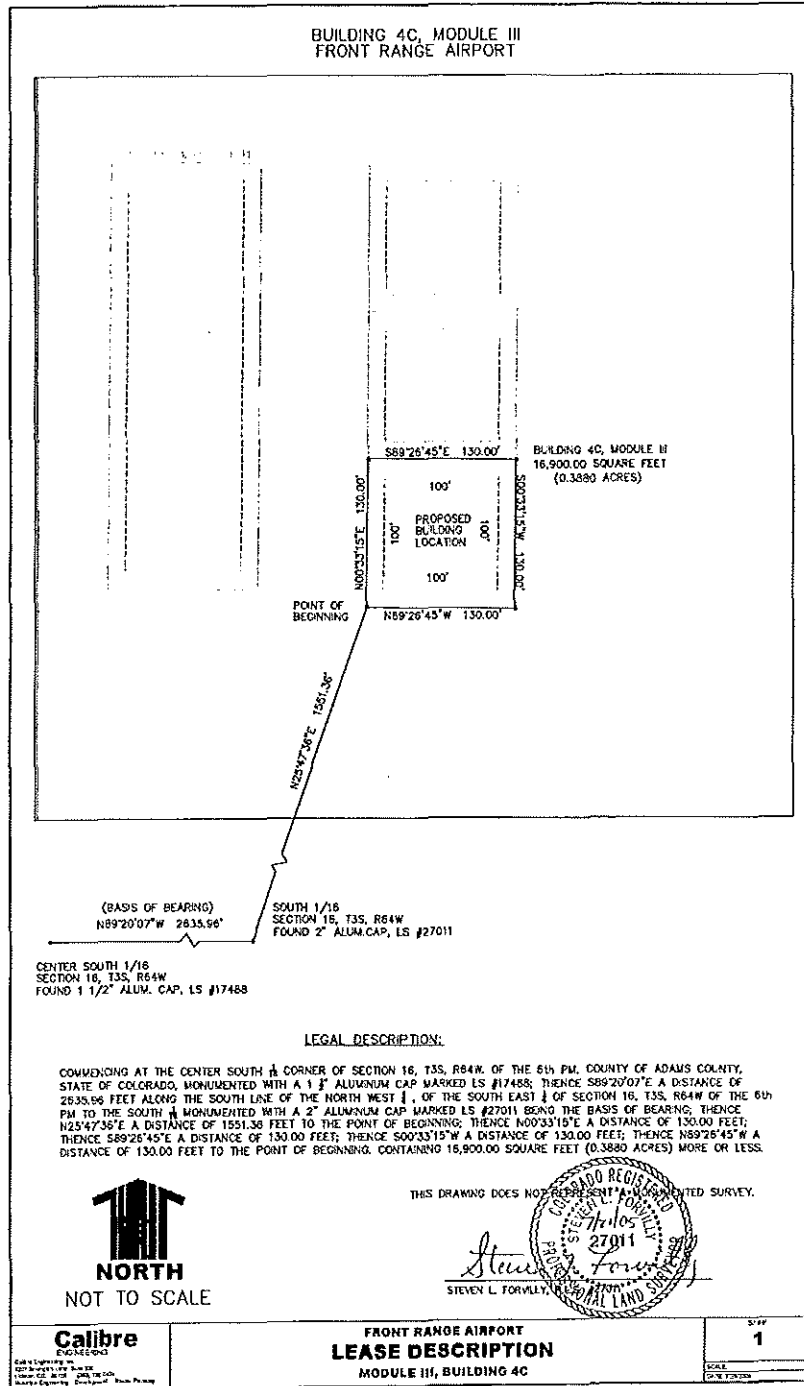 BUILDING 4C, MODULE III
FRONT RANGE AIRPORT
S89°26'45"E 130.00'
BUILDING 4C, MODULE III
16,900.00 SQUARE FEET
(0.3880 ACRES)
N00°33'15"E 130.00'
100'
100'
PROPOSED
BUILDING
LOCATION
100'
100'
S00°33'15"W 130.00'
POINT OF
BEGINNING
N89°26'45"W 130.00'
N25°47'36"E 1551.36'
(BASIS OF BEARING)
N89°20'07"W 2635.96'
SOUTH 1/16
SECTION 16, T3S, R64W
FOUND 2" ALUM.CAP, LS #27011
CENTER SOUTH 1/16
SECTION 16, T3S, R64W
FOUND 1 1/2" ALUM. CAP, LS #17488
LEGAL DESCRIPTION:
COMMENCING AT THE CENTER SOUTH CORNER OF SECTION 16, T3S, R64W. OF THE 6th PM. COUNTY OF ADAMS COUNTY,
STATE OF COLORADO, MONUMENTED WITH A 1 ALUMINUM CAP MARKED LS #17488; THENCE S89°20'07"E A DISTANCE OF
2635.96 FEET ALONG THE SOUTH LINE OF THE NORTH WEST , OF THE SOUTH EAST OF SECTION 16, T3S, R64W OF THE 6th
PM TO THE SOUTH MONUMENTED WITH A 2" ALUMINUM CAP MARKED LS #27011 BEING THE BASIS OF BEARING; THENCE
N25°47'36"E A DISTANCE OF 1551.36 FEET TO THE POINT OF BEGINNING; THENCE N00°33'15"E A DISTANCE OF 130.00 FEET;
THENCE S89°26'45"E A DISTANCE OF 130.00 FEET; THENCE S00°33'15"W A DISTANCE OF 130.00 FEET; THENCE N89°26'45"W A
DISTANCE OF 130.00 FEET TO THE POINT OF BEGINNING. CONTAINING 16,900.00 SQUARE FEET (0.3880 ACRES) MORE OR LESS.
THIS DRAWING DOES NOT REPRESENT A MONUMENTED SURVEY.
COLORADO REGISTERED
STEVEN L. FORVILLY
27011
PROFESSIONAL LAND SURVEYOR
STEVEN L. FORVILLY,
NORTH
NOT TO SCALE
Calibre
ENGINEERING
FRONT RANGE AIRPORT
LEASE DESCRIPTION
MODULE III, BUILDING 4C
1
SCALE